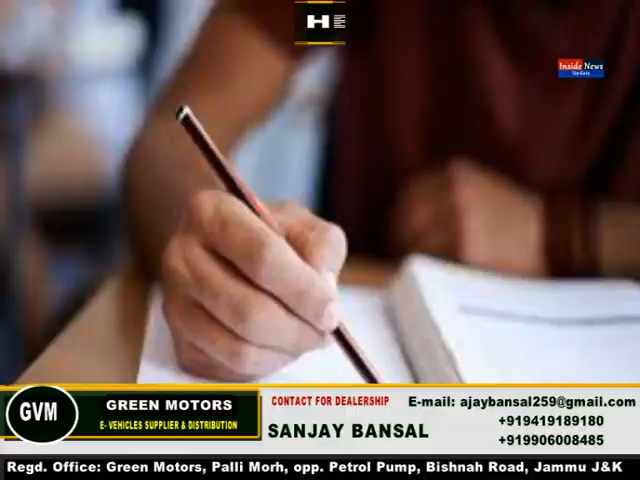 HE
Inside News
Update
GVM
GREEN MOTORS
E- VEHICLES SUPPLIER & DISTRIBUTION
CONTACT FOR DEALERSHIP
SANJAY BANSAL
E-mail: ajaybansal259@gmail.com
+919419189180
+919906008485
Regd. Office: Green Motors, Palli Morh, opp. Petrol Pump, Bishnah Road, Jammu J&K